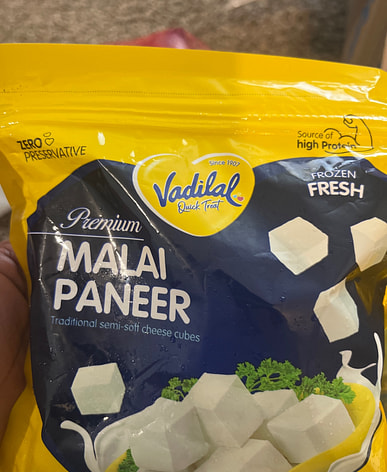 ZERO
PRESERVATIVE
Source of
high Protein
Since 1907
Vadilal
Quick Treat
FROZEN
FRESH
Premium
MALAI
PANEER
Traditional semi-soft cheese cubes